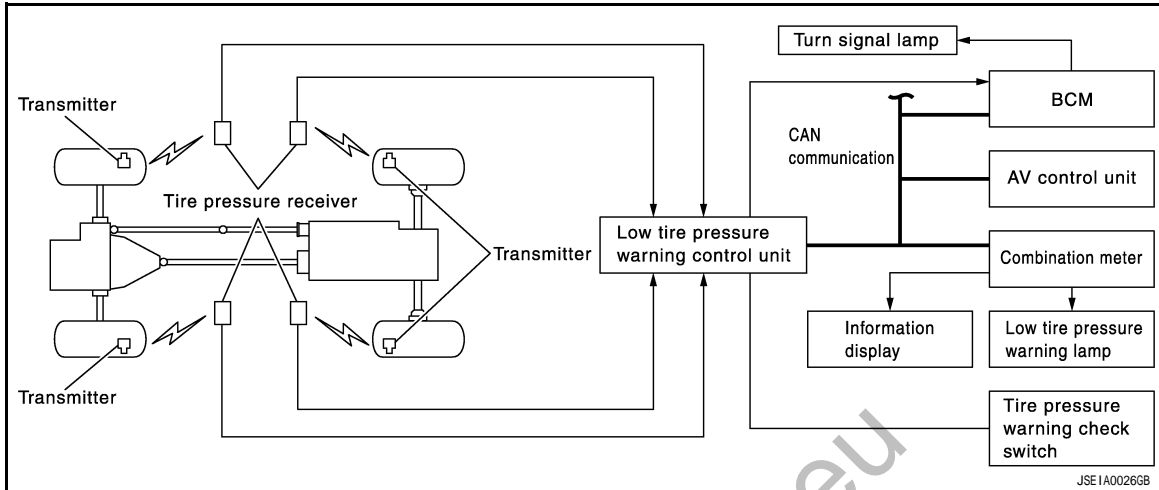 Turn signal lamp
BCM
Transmitter
CAN
communication
AV control unit
Tire pressure receiver
Transmitter
Low tire pressure
warning control unit
Combination meter
Information
display
Low tire pressure
warning lamp
Transmitter
Tire pressure
warning check
switch
eu
JSEIA0026GB